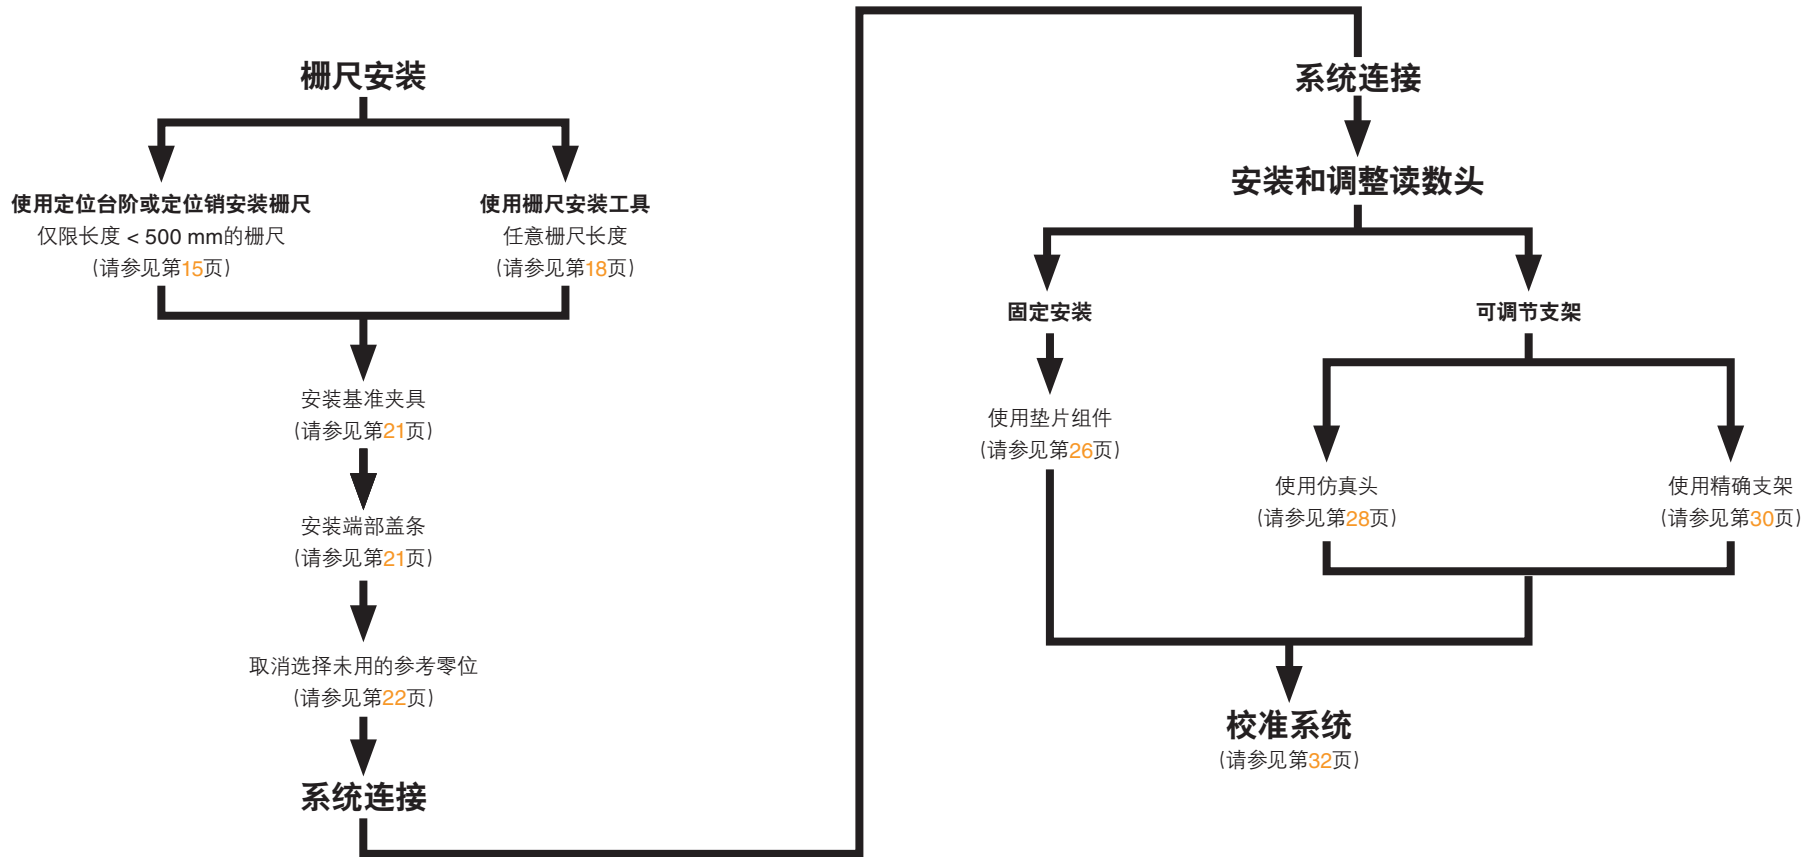 栅尺安装
使用定位台阶或定位销安装栅尺
仅限长度 < 500 mm的栅尺
(请参见第15页)
使用栅尺安装工具
任意栅尺长度
(请参见第18页)
安装基准夹具
(请参见第21页)
安装端部盖条
(请参见第21页)
取消选择未用的参考零位
(请参见第22页)
系统连接
系统连接
安装和调整读数头
固定安装
使用垫片组件
(请参见第26页)
可调节支架
使用仿真头
(请参见第28页)
使用精确支架
(请参见第30页)
校准系统
(请参见第32页)